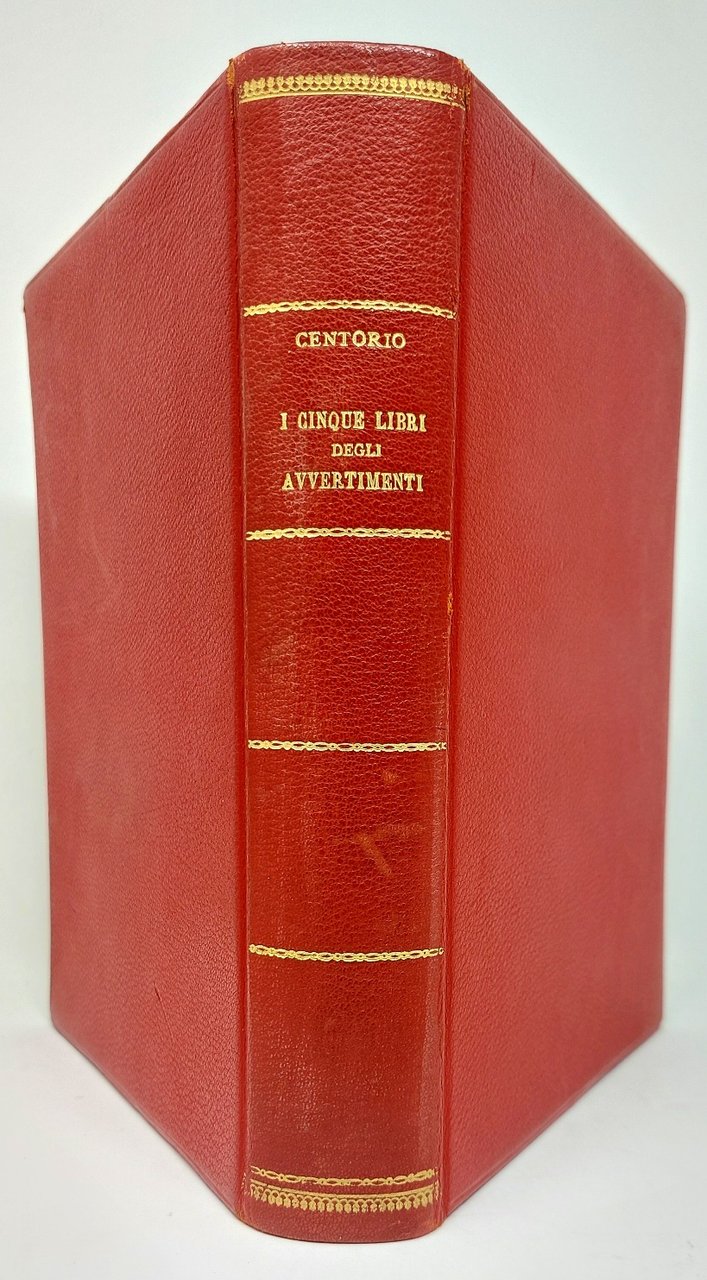 CENTORIO
I CINQUE LIBRI
DEGLI
AVVERTIMENTI